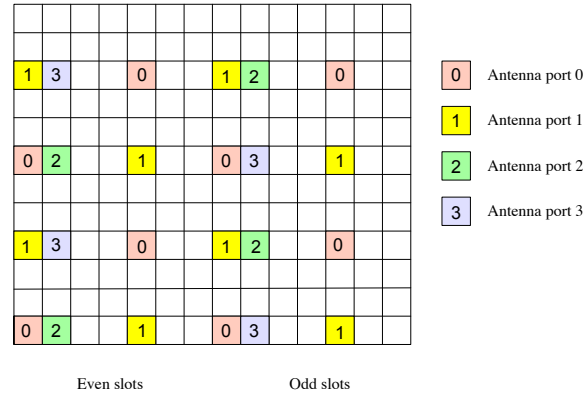 1 3 0 1 2 0
0 Antenna port 0
1 Antenna port 1
0 2 1 0 3 1
2 Antenna port 2
3 Antenna port 3
1 3 0 1 2 0
0 2 1 0 3 1
Even slots Odd slots